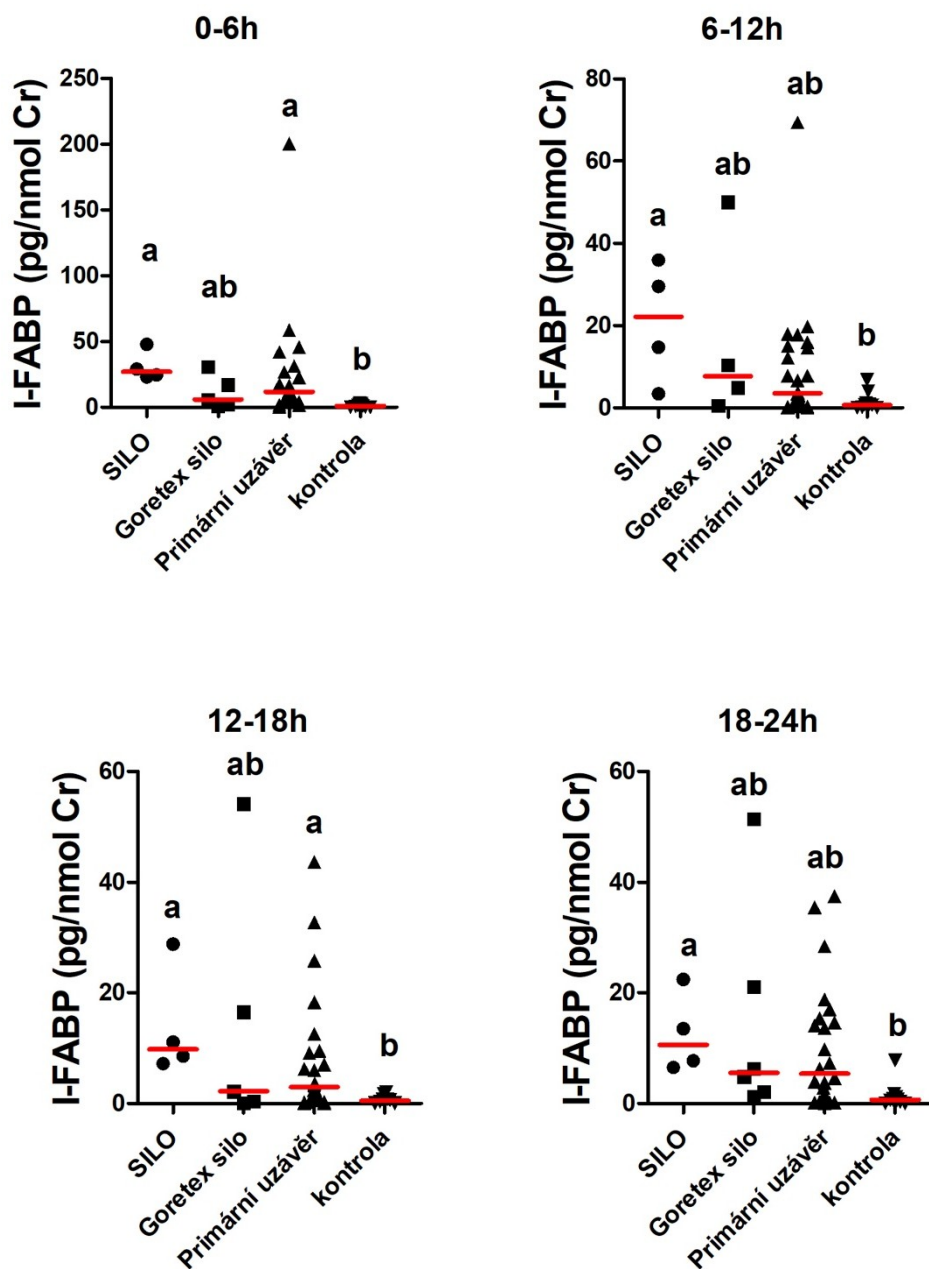 0-6h
I-FABP (pg/nmol Cr)
250
200
150
100
50
0
a
ab
a
b
SILO
Goretex silo
Primární uzávěr
kontrola
6-12h
I-FABP (pg/nmol Cr)
80
60
40
20
0
a
ab
ab
b
SILO
Goretex silo
Primární uzávěr
kontrola
12-18h
I-FABP (pg/nmol Cr)
60
40
20
0
a
ab
a
b
SILO
Goretex silo
Primární uzávěr
kontrola
18-24h
I-FABP (pg/nmol Cr)
60
40
20
0
a
ab
ab
b
SILO
Goretex silo
Primární uzávěr
kontrola